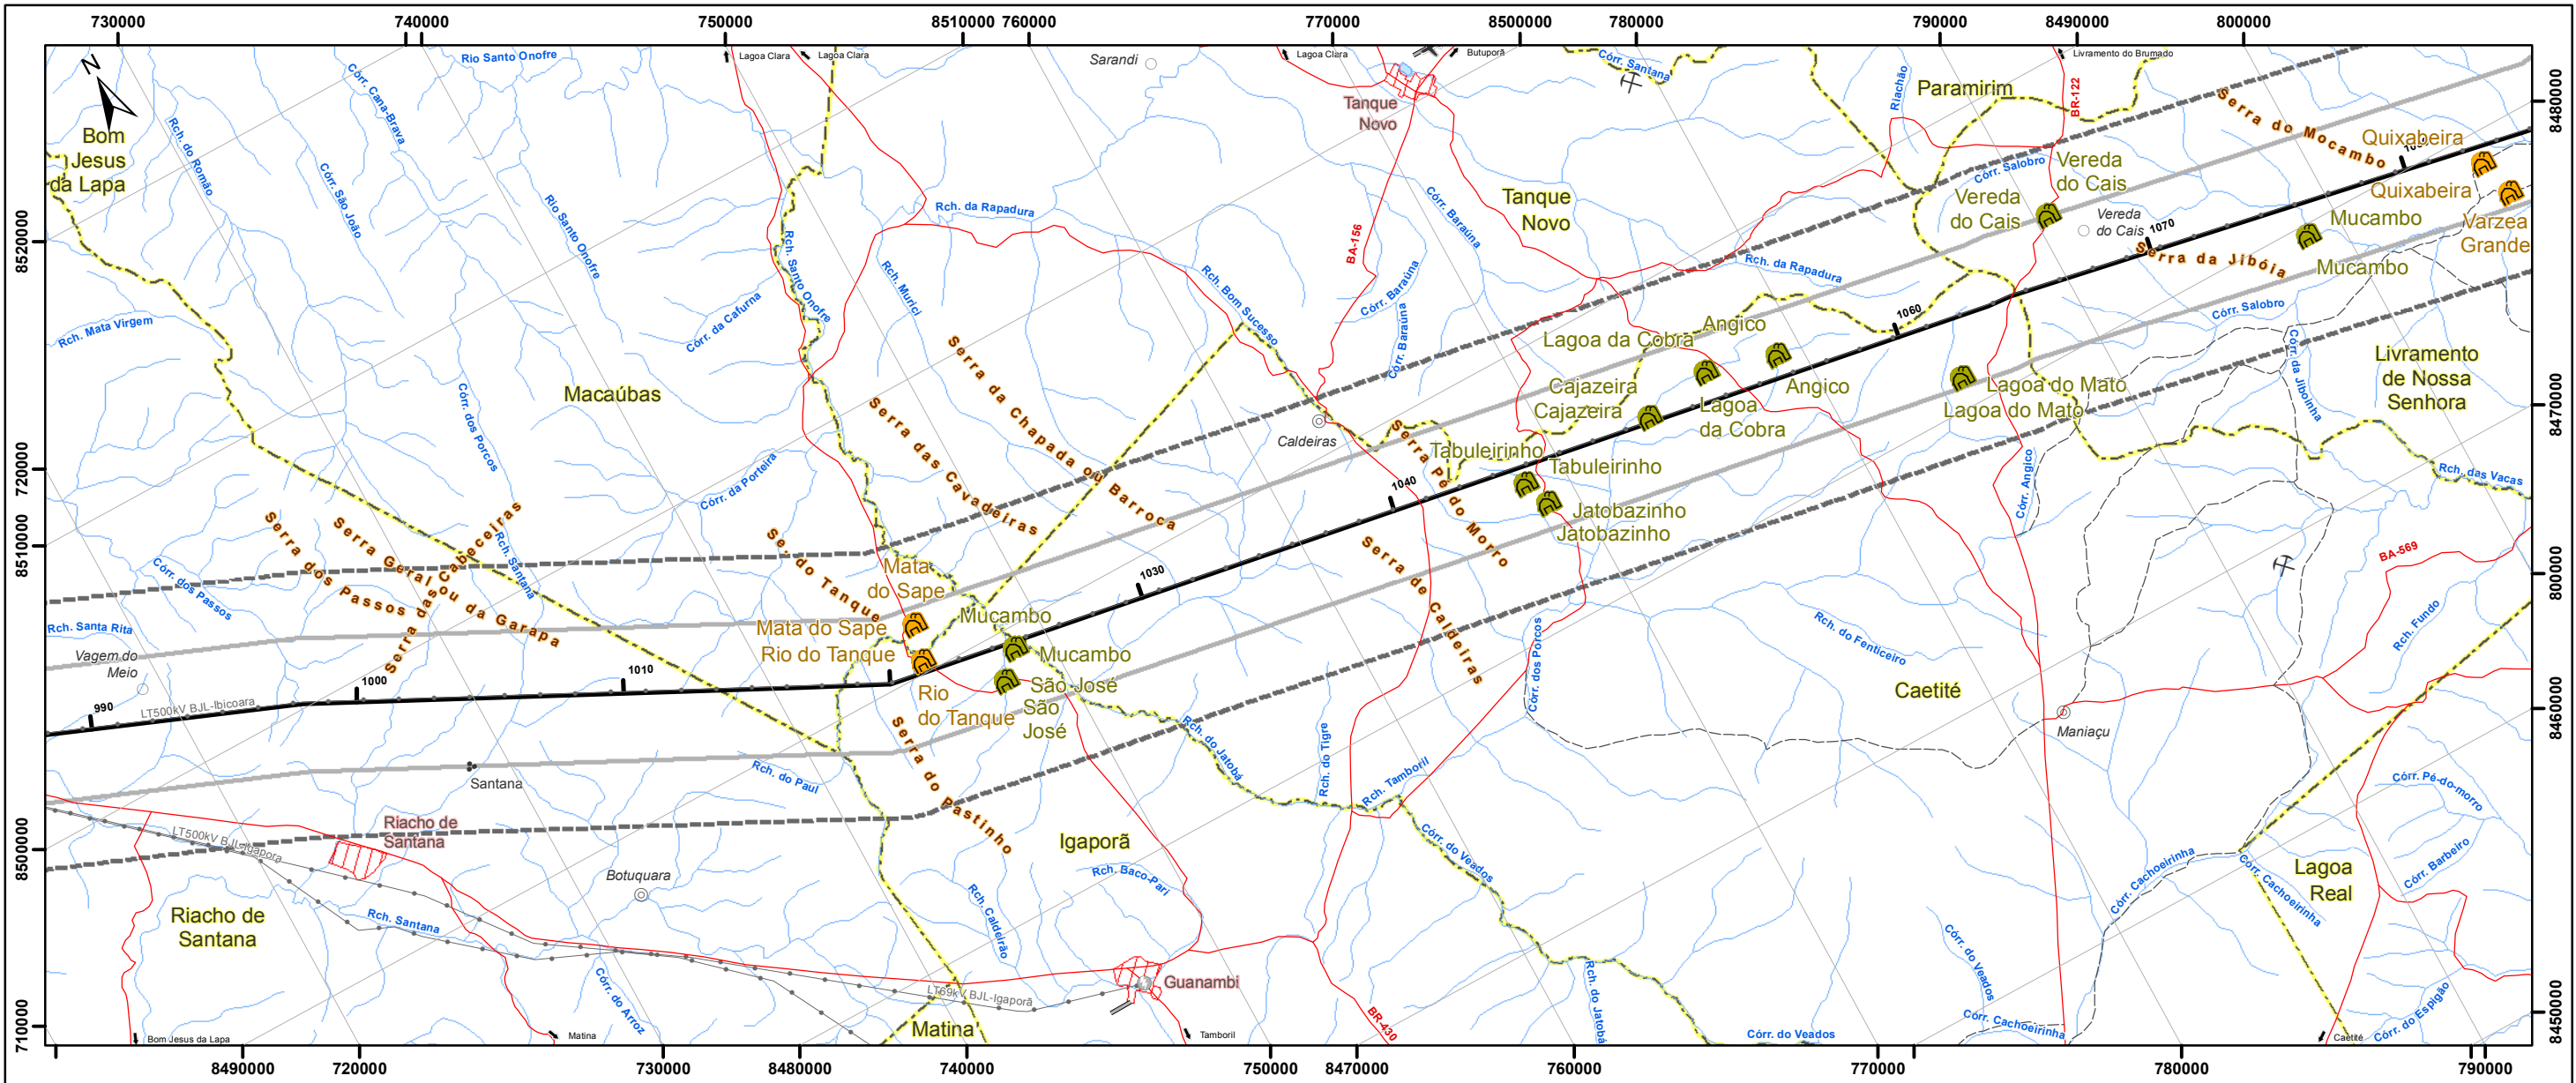 730000
740000
750000
8510000
760000
770000
8500000
780000
790000
8490000
800000
N
Bom
Jesus
da Lapa
Rch. do Romão
Córr. Cana-Brava
Córr. São João
Rio Santo Onofre
Rio Santo Onofre
Lagoa Clara
Lagoa Clara
Sarandi
Lagoa Clara
Butuporã
Tanque
Novo
Córr. Santana
Riachão
Paramirim
BR-122
Livramento do Brumado
Serra do Mocambo
Quixabeira
Quixabeira
Varzea
Grande
Mucambo
Mucambo
Vereda
do Cais
Vereda
do Cais
Vereda
do Cais
Córr. Salobro
1070
Serra da Jibóia
8480000
8520000
Rch. Mata Virgem
Córr. da Cafurna
Rch. Santo Onofre
Rch. da Rapadura
Rch. Murici
Rch. Bom Sucesso
BA-156
Córr. Baraúna
Córr. Baraúna
Córr. Baraúna
Tanque
Novo
Rch. da Rapadura
1060
Córr. Salobro
Córr. da Jiboinha
Livramento
de Nossa
Senhora
8470000
Macaúbas
Córr. dos Porcos
Córr. da Porteira
Serra da Chapada ou Barroca
Serra das Cavadeiras
Caldeiras
Lagoa da Cobra
Angico
Angico
Cajazeira
Cajazeira
Lagoa
da Cobra
Lagoa do Mato
Lagoa do Mato
Tabuleirinho
Tabuleirinho
Jatobazinho
Jatobazinho
Serra Pé do Morro
Serra de Caldeiras
1040
1030
Córr. Angico
Rch. das Vacas
BA-569
720000
8510000
Serra dos Passos
Serra Geral ou da Garapa
Serra das Cabeceiras
Rch. Santana
Córr. dos Passos
Rch. Santa Rita
Vagem do
Meio
Se. do Tanque
Mata
do Sape
Mata do Sape
Rio do Tanque
Rio
do Tanque
Mucambo
Mucambo
São José
São
José
990
1000
1010
LT500kV BJL-Ibicoara
Santana
Rch. do Paul
Serra do Pastinho
Rch. do Jatobá
Rch. do Tigre
Rch. Tamboril
Córr. dos Porcos
Rch. do Fenticeiro
Caetité
Maniaçu
Rch. Fundo
800000
8460000
8500000
Riacho de
Santana
LT500kV BJL-Igapora
Botuquara
Riacho de
Santana
Rch. Santana
Córr. do Arroz
Igaporã
Rch. Baco-Pari
Rch. Caldeirão
Guanambi
LT69kV BJL-Igaporã
Matina
Córr. do Veados
Rch. do Jatobá
BR-430
Córr. do Veados
Córr. do Veados
Córr. Cachoeirinha
Córr. Cachoeirinha
Córr. Cachoeirinha
Lagoa
Real
Córr. Pé-do-morro
Córr. Barbeiro
Córr. do Espigão
710000
8450000
Bom Jesus da Lapa
Matina
Tamboril
Caetité
8490000
720000
730000
8480000
740000
750000
8470000
760000
770000
780000
790000